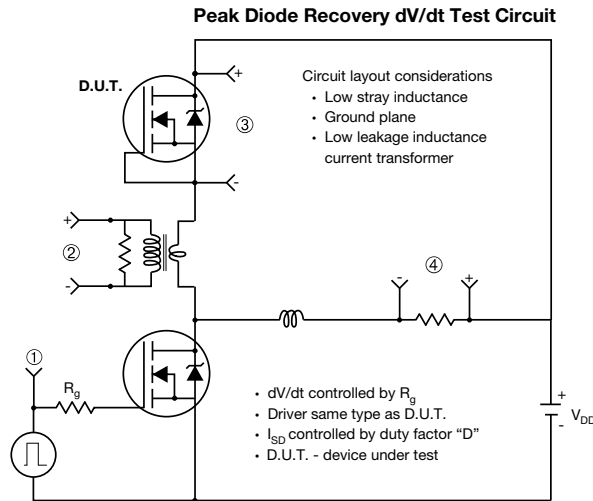 Peak Diode Recovery dV/dt Test Circuit
D.U.T.
+
③
-
Circuit layout considerations
• Low stray inductance
• Ground plane
• Low leakage inductance
current transformer
+
②
-
④
-
+
①
Rg
• dV/dt controlled by Rg
• Driver same type as D.U.T.
• ISD controlled by duty factor “D”
• D.U.T. - device under test
+
VDD
-